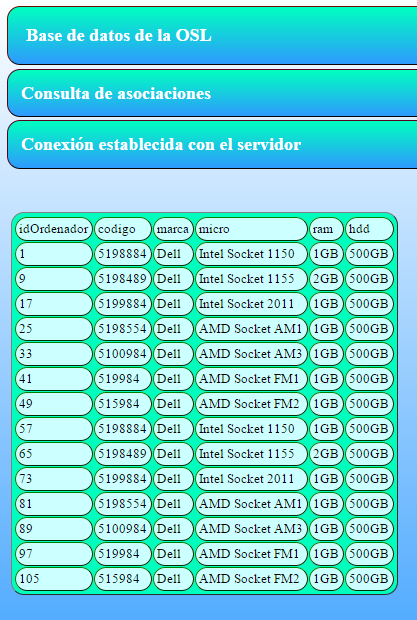 Base de datos de la OSL
Consulta de asociaciones
Conexión establecida con el servidor
idOrdenador codigo marca micro ram hdd
1 5198884 Dell Intel Socket 1150 1GB 500GB
9 5198489 Dell Intel Socket 1155 2GB 500GB
17 5199884 Dell Intel Socket 2011 1GB 500GB
25 5198554 Dell AMD Socket AM1 1GB 500GB
33 5100984 Dell AMD Socket AM3 1GB 500GB
41 519984 Dell AMD Socket FM1 1GB 500GB
49 515984 Dell AMD Socket FM2 1GB 500GB
57 5198884 Dell Intel Socket 1150 1GB 500GB
65 5198489 Dell Intel Socket 1155 2GB 500GB
73 5199884 Dell Intel Socket 2011 1GB 500GB
81 5198554 Dell AMD Socket AM1 1GB 500GB
89 5100984 Dell AMD Socket AM3 1GB 500GB
97 519984 Dell AMD Socket FM1 1GB 500GB
105 515984 Dell AMD Socket FM2 1GB 500GB